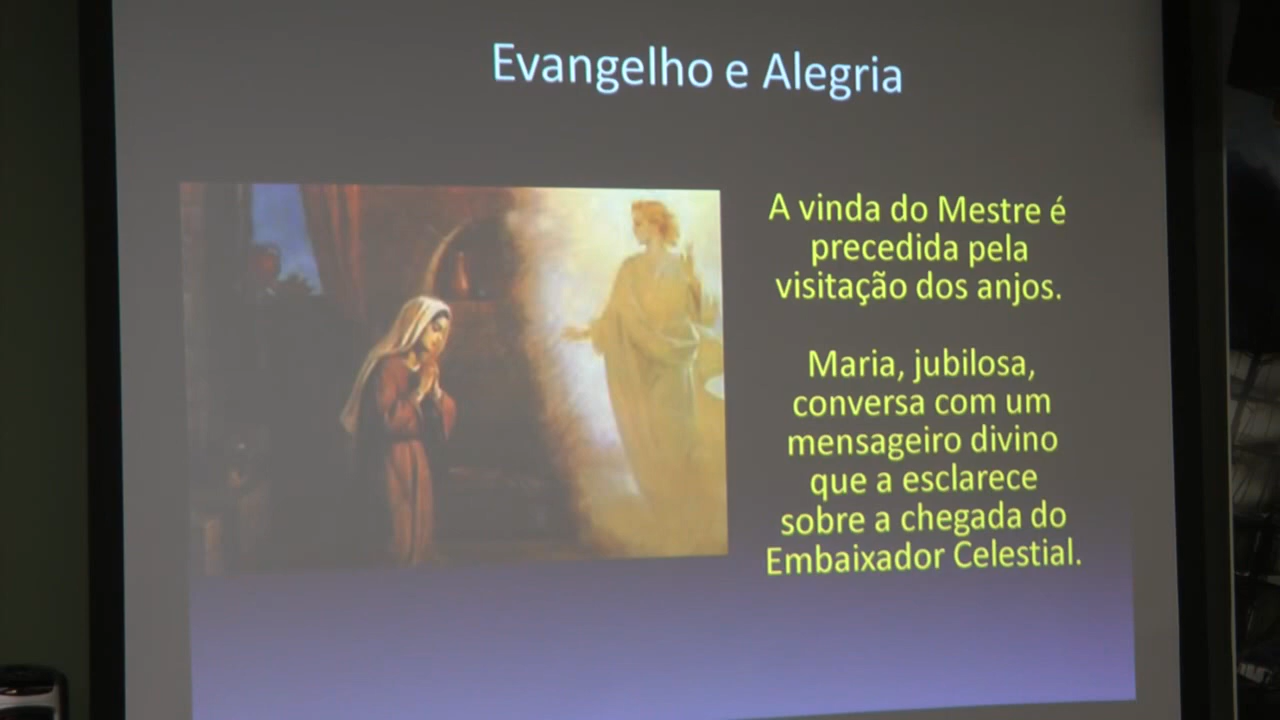 Evangelho e Alegria
A vinda do Mestre é
precedida pela
visitação dos anjos.
Maria, jubilosa,
conversa com um
mensageiro divino
que a esclarece
sobre a chegada do
Embaixador Celestial.